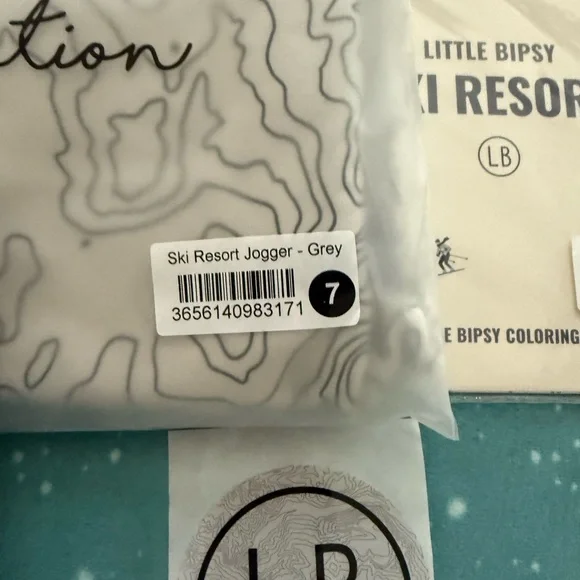 tion
LITTLE BIPSY
KI RESOR
LB
Ski Resort Jogger - Grey
7
3656140983171
E BIPSY COLORING
LB